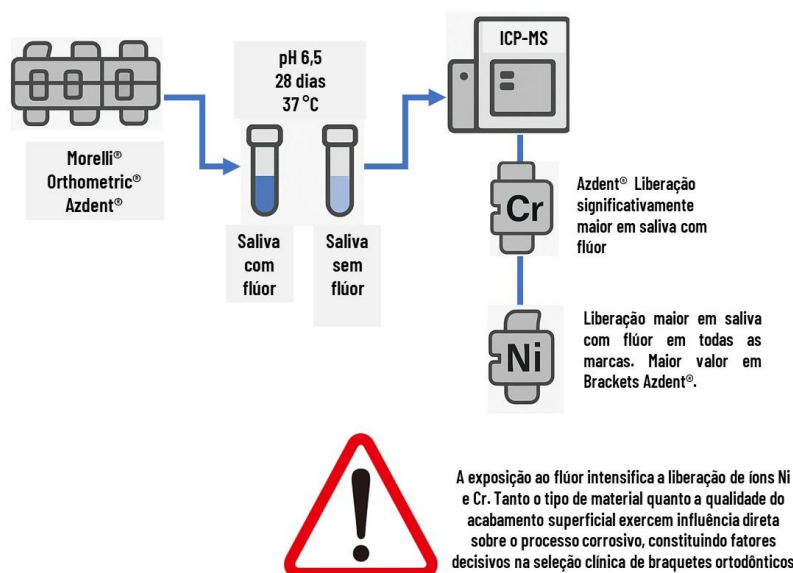 Morelli®
Orthometric®
Azdent®
pH 6,5
28 dias
37 °C
Saliva
com
flúor
Saliva
sem
flúor
ICP-MS
Cr
Azdent® Liberação
significativamente
maior em saliva com
flúor
Ni
Liberação maior em saliva
com flúor em todas as
marcas. Maior valor em
Brackets Azdent®.
A exposição ao flúor intensifica a liberação de íons Ni
e Cr. Tanto o tipo de material quanto a qualidade do
acabamento superficial exercem influência direta
sobre o processo corrosivo, constituindo fatores
decisivos na seleção clínica de braquetes ortodônticos